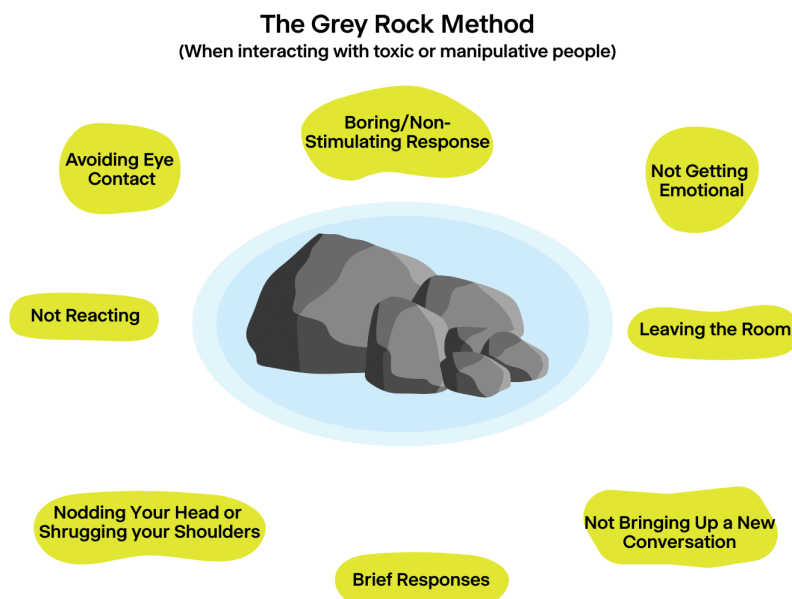 The Grey Rock Method
(When interacting with toxic or manipulative people)
Boring/Non-
Stimulating Response
Avoiding Eye
Contact
Not Getting
Emotional
Not Reacting
Leaving the Room
Nodding Your Head or
Shrugging your Shoulders
Not Bringing Up a New
Conversation
Brief Responses